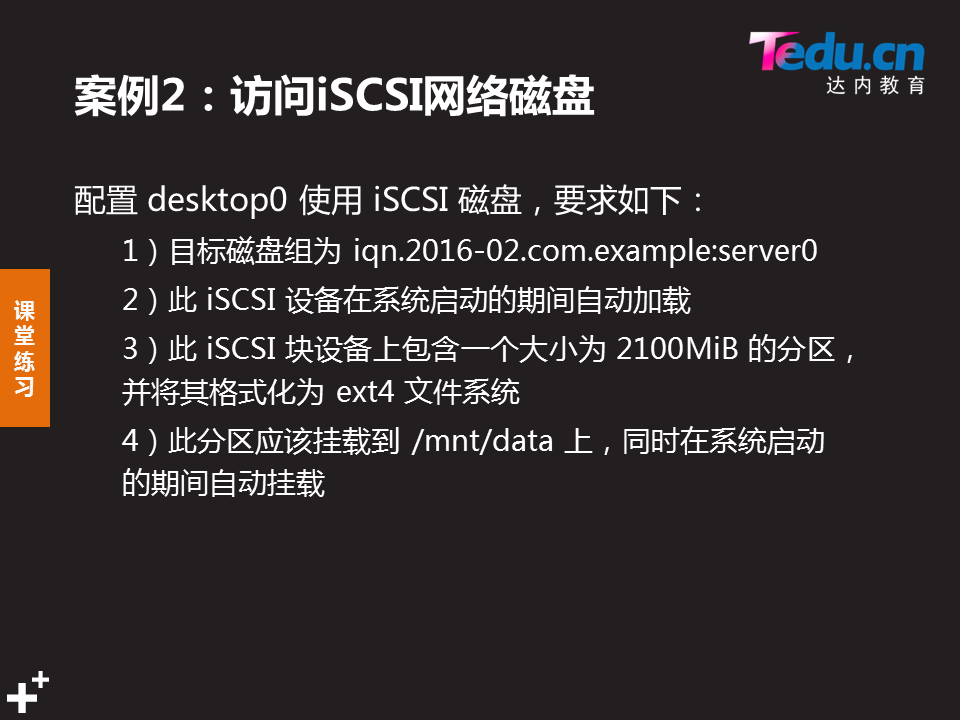 Tedu.cn
达内教育
案例2：访问iSCSI网络磁盘
配置 desktop0 使用 iSCSI 磁盘，要求如下：
1）目标磁盘组为 iqn.2016-02.com.example:server0
2）此 iSCSI 设备在系统启动的期间自动加载
3）此 iSCSI 块设备上包含一个大小为 2100MiB 的分区，
并将其格式化为 ext4 文件系统
4）此分区应该挂载到 /mnt/data 上，同时在系统启动
的期间自动挂载
课
堂
练
习